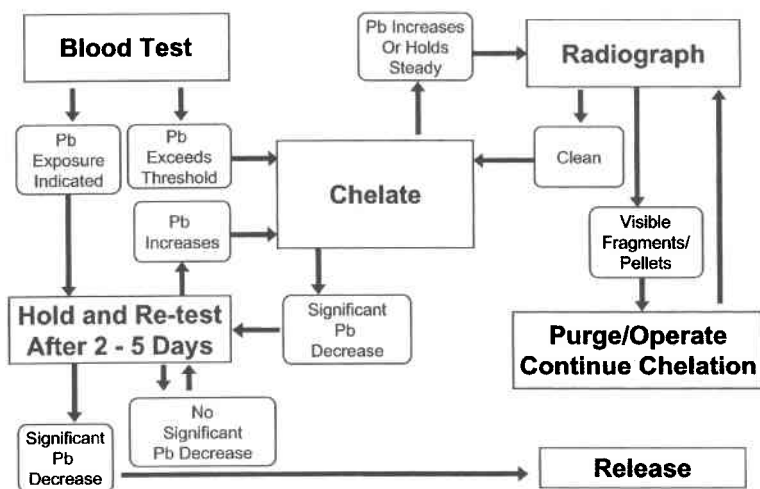 Blood Test
Pb Increases
Or Holds
Steady
Radiograph
Pb
Exposure
Indicated
Pb
Exceeds
Threshold
Clean
Chelate
Pb
Increases
Visible
Fragments/
Pellets
Hold and Re-test
After 2 - 5 Days
Significant
Pb
Decrease
Purge/Operate
Continue Chelation
No
Significant
Pb Decrease
Significant
Pb
Decrease
Release